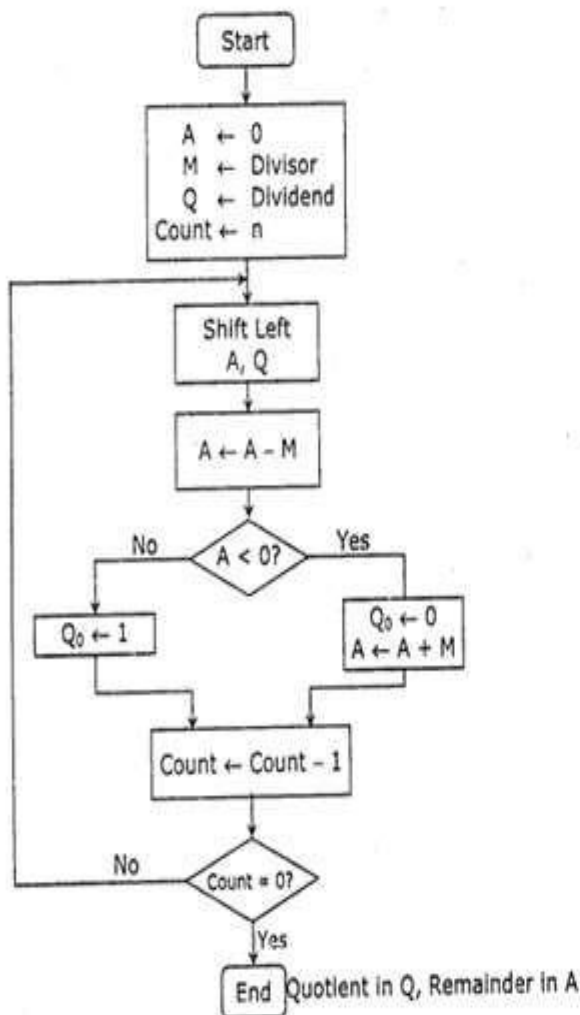 Start
A ← 0
M ← Divisor
Q ← Dividend
Count ← n
Shift Left
A, Q
A ← A – M
A < 0?
No
Yes
Q₀ ← 1
Q₀ ← 0
A ← A + M
Count ← Count – 1
No
Count = 0?
Yes
End Quotient in Q, Remainder in A